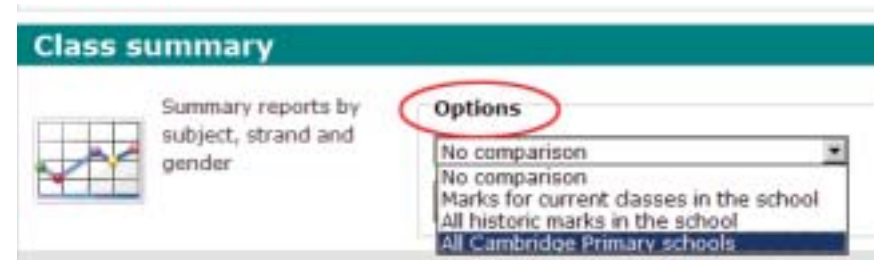 Class summary
Summary reports by
subject, strand and
gender
Options
No comparison
No comparison
Marks for current classes in the school
All historic marks in the school
All Cambridge Primary schools